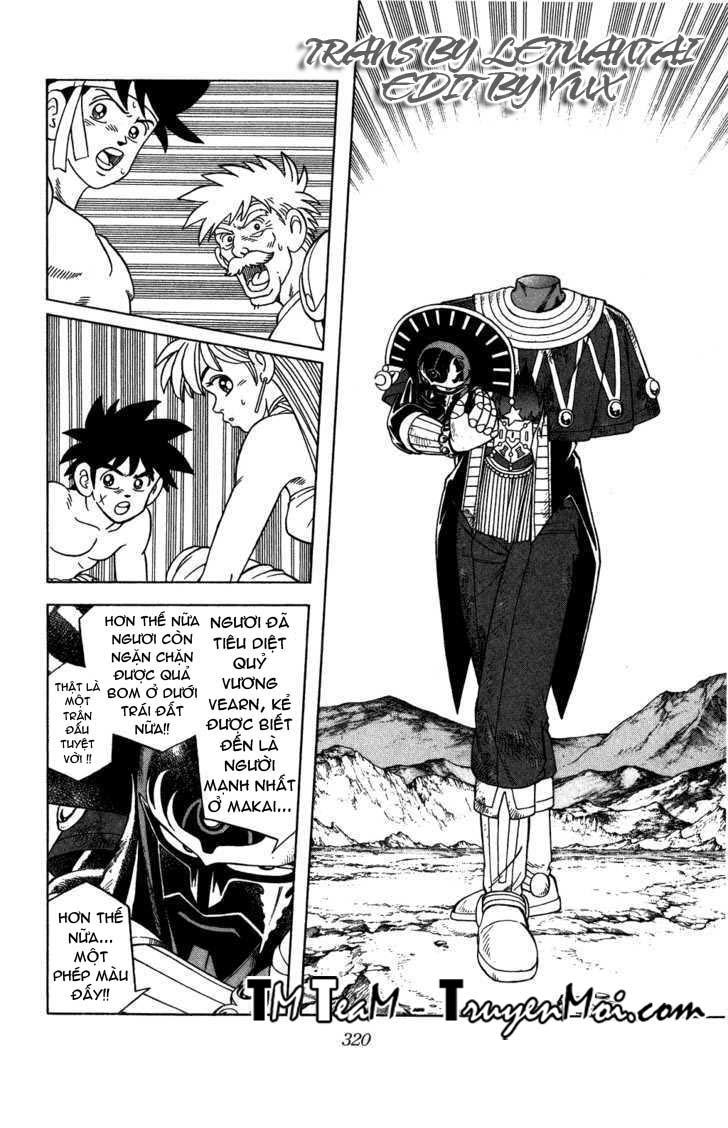 TRANS BY LETUANTAI
EDIT BY VUX
NGƯƠI ĐÃ
TIÊU DIỆT
QUỶ
VƯƠNG
VEARN, KẺ
ĐƯỢC BIẾT
ĐẾN LÀ
NGƯỜI
MẠNH NHẤT
Ở MAKAI...
HƠN THẾ NỮA
NGƯƠI CÒN
NGĂN CHẶN
ĐƯỢC QUẢ
BOM Ở DƯỚI
TRÁI ĐẤT
NỮA!!
THẬT LÀ
MỘT
TRẬN
ĐẤU
TUYỆT
VỜI !!
HƠN THẾ
NỮA...
MỘT
PHÉP MÀU
ĐẤY!!
TM-TeaM - TruyenMoi.com
320